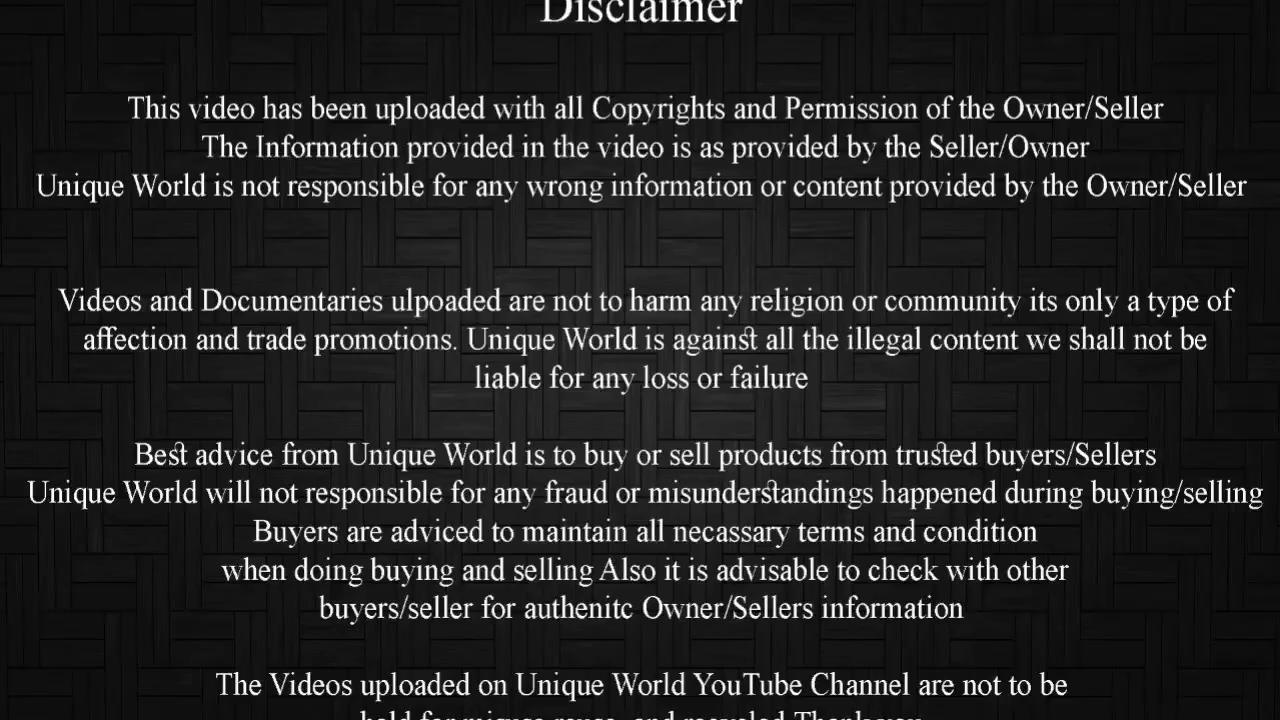 Disclaimer
This video has been uploaded with all Copyrights and Permission of the Owner/Seller
The Information provided in the video is as provided by the Seller/Owner
Unique World is not responsible for any wrong information or content provided by the Owner/Seller
Videos and Documentaries ulpoaded are not to harm any religion or community its only a type of
affection and trade promotions. Unique World is against all the illegal content we shall not be
liable for any loss or failure
Best advice from Unique World is to buy or sell products from trusted buyers/Sellers
Unique World will not responsible for any fraud or misunderstandings happened during buying/selling
Buyers are adviced to maintain all necassary terms and condition
when doing buying and selling Also it is advisable to check with other
buyers/seller for authenitc Owner/Sellers information
The Videos uploaded on Unique World YouTube Channel are not to be